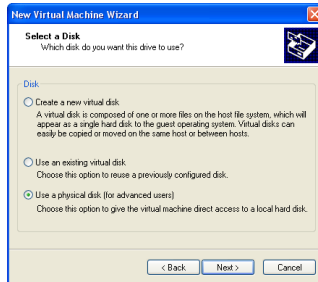 New Virtual Machine Wizard
Select a Disk
Which disk do you want this drive to use?
Disk
Create a new virtual disk
A virtual disk is composed of one or more files on the host file system, which will
appear as a single hard disk to the guest operating system. Virtual disks can
easily be copied or moved on the same host or between hosts.
Use an existing virtual disk
Choose this option to reuse a previously configured disk.
Use a physical disk (for advanced users)
Choose this option to give the virtual machine direct access to a local hard disk.
< Back
Next >
Cancel